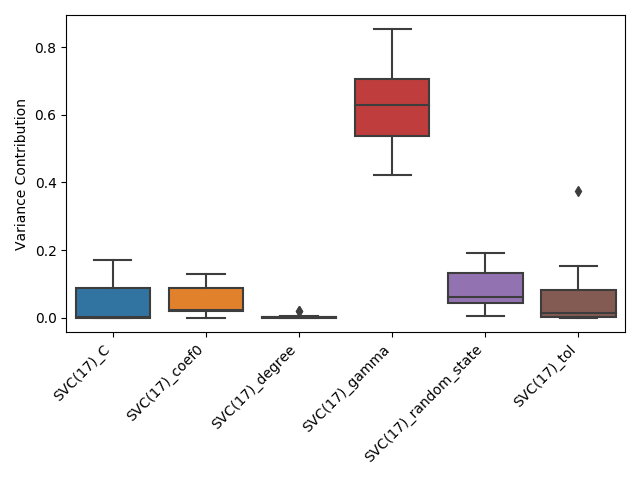 Variance Contribution
0.8
0.6
0.4
0.2
0.0
SVC(17)_C
SVC(17)_coef0
SVC(17)_degree
SVC(17)_gamma
SVC(17)_random_state
SVC(17)_tol